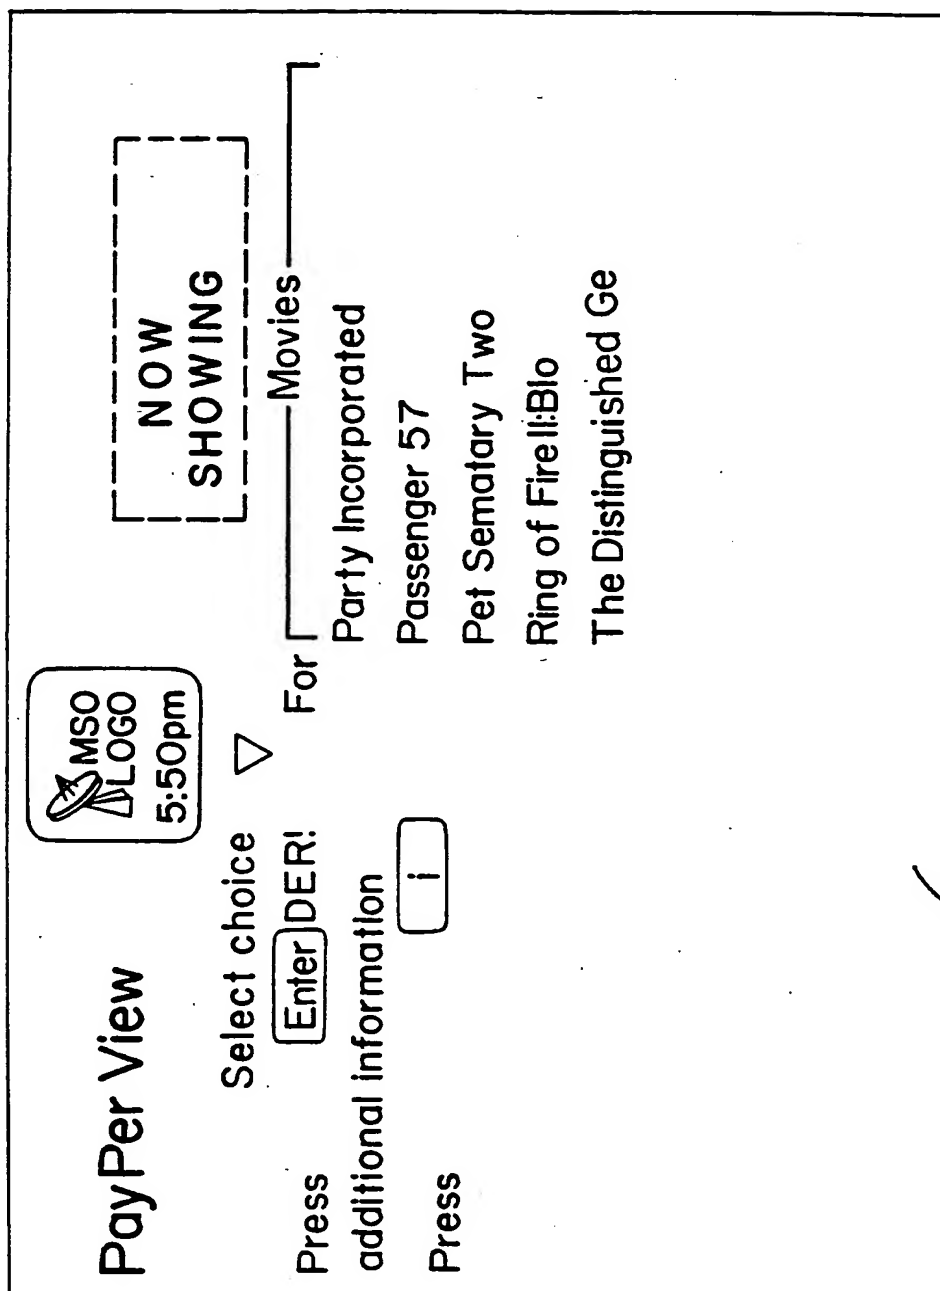 PayPer View
MSO
LOGO
5:50pm
NOW
SHOWING
Select choice
Press Enter DER! For
additional information
Press i
Movies
Party Incorporated
Passenger 57
Pet Sematary Two
Ring of FireII:Blo
The Distinguished Ge